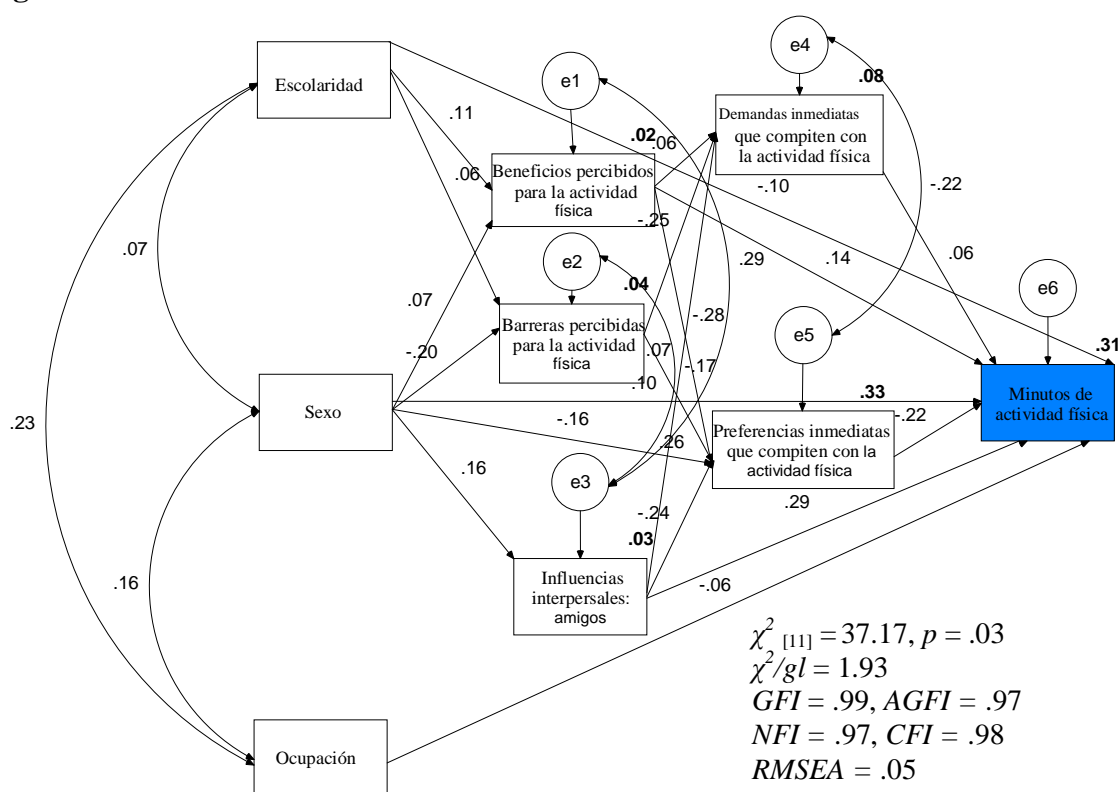 Escolaridad
e1
e4
.08
.11
.02
.06
Demandas inmediatas
que compiten con
la actividad física
Beneficios percibidos
para la actividad
física
.06
-.10
-.22
-.25
.07
e2
.29
.14
.06
e6
.07
.04
-.28
e5
.31
Barreras percibidas
para la actividad
física
-.20
.07
.10
-.17
.33
Minutos de
actividad física
Sexo
.23
-.16
-.22
Preferencias inmediatas
que compiten con la
actividad física
.26
.16
e3
.29
-.24
.03
Influencias
interpersales:
amigos
.16
-.06
χ² [11] = 37.17, p = .03
χ²/gl = 1.93
GFI = .99, AGFI = .97
NFI = .97, CFI = .98
RMSEA = .05
Ocupación